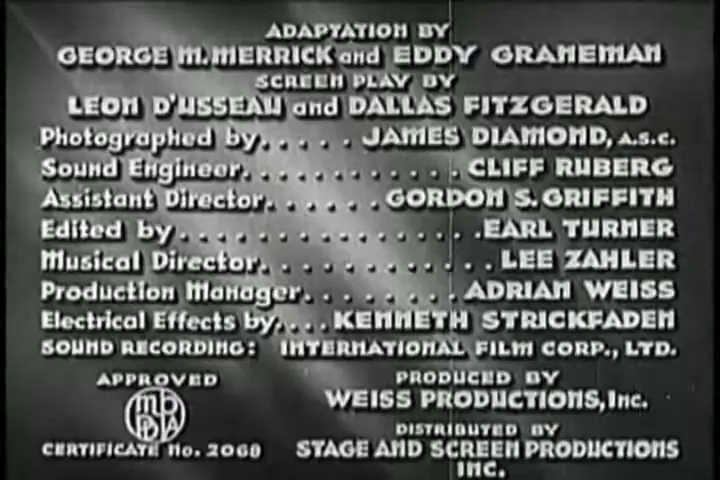 ADAPTATION BY
GEORGE M. MERRICK and EDDY GRANEMAN
SCREEN PLAY BY
LEON D'USSEAU and DALLAS FITZGERALD
Photographed by. . . . . JAMES DIAMOND, A.S.C.
Sound Engineer. . . . . . . . . . . . CLIFF RUBERG
Assistant Director. . . . . . . GORDON S. GRIFFITH
Edited by . . . . . . . . . . . . . . . . EARL TURNER
Musical Director. . . . . . . . . . . . . LEE ZAHLER
Production Manager. . . . . . . . ADRIAN WEISS
Electrical Effects by. . . . KENNETH STRICKFADEN
SOUND RECORDING: INTERNATIONAL FILM CORP., LTD.
APPROVED
MPPDA
CERTIFICATE No. 2068
PRODUCED BY
WEISS PRODUCTIONS, Inc.
DISTRIBUTED BY
STAGE AND SCREEN PRODUCTIONS
INC.